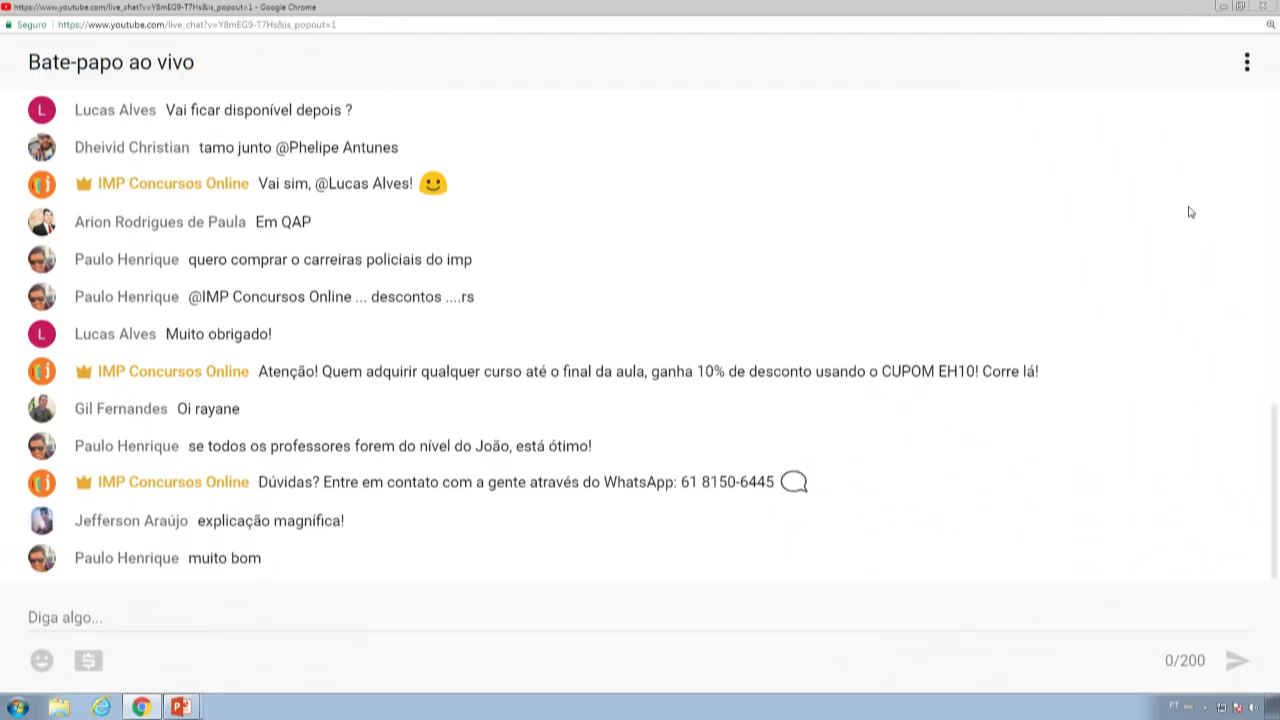 https://www.youtube.com/live_chat?v=Y8mEG9-T7Hs&is_popout=1 - Google Chrome
Seguro | https://www.youtube.com/live_chat?v=Y8mEG9-T7Hs&is_popout=1
Bate-papo ao vivo
L Lucas Alves Vai ficar disponível depois ?
Dheivid Christian tamo junto @Phelipe Antunes
IMP Concursos Online Vai sim, @Lucas Alves!
Arion Rodrigues de Paula Em QAP
Paulo Henrique quero comprar o carreiras policiais do imp
Paulo Henrique @IMP Concursos Online ... descontos ....rs
L Lucas Alves Muito obrigado!
IMP Concursos Online Atenção! Quem adquirir qualquer curso até o final da aula, ganha 10% de desconto usando o CUPOM EH10! Corre lá!
Gil Fernandes Oi rayane
Paulo Henrique se todos os professores forem do nível do João, está ótimo!
IMP Concursos Online Dúvidas? Entre em contato com a gente através do WhatsApp: 61 8150-6445
Jefferson Araújo explicação magnífica!
Paulo Henrique muito bom
Diga algo...
0/200
PT